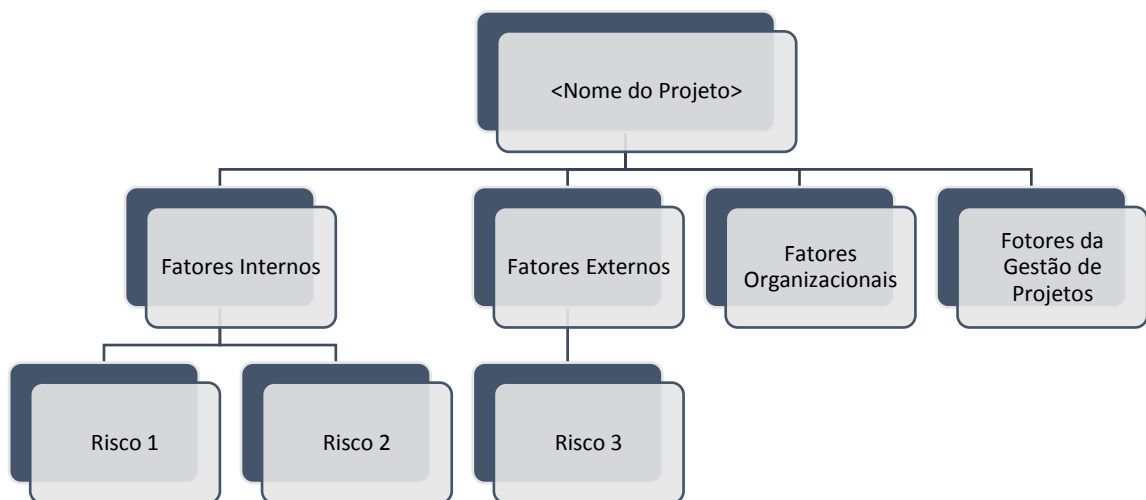 <Nome do Projeto>
Fatores Internos
Fatores Externos
Fatores
Organizacionais
Fotores da
Gestão de
Projetos
Risco 1
Risco 2
Risco 3